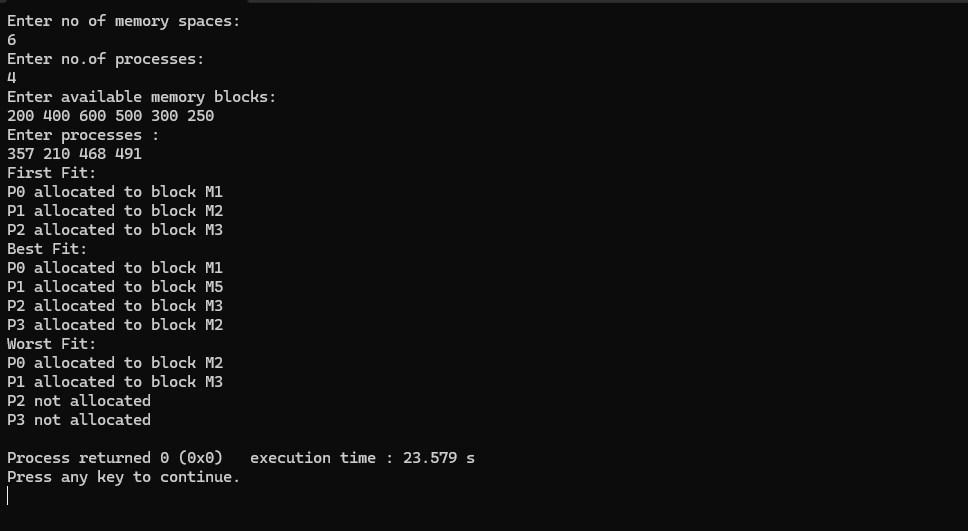 Enter no of memory spaces:
6
Enter no.of processes:
4
Enter available memory blocks:
200 400 600 500 300 250
Enter processes :
357 210 468 491
First Fit:
P0 allocated to block M1
P1 allocated to block M2
P2 allocated to block M3
Best Fit:
P0 allocated to block M1
P1 allocated to block M5
P2 allocated to block M3
P3 allocated to block M2
Worst Fit:
P0 allocated to block M2
P1 allocated to block M3
P2 not allocated
P3 not allocated
Process returned 0 (0x0)   execution time : 23.579 s
Press any key to continue.